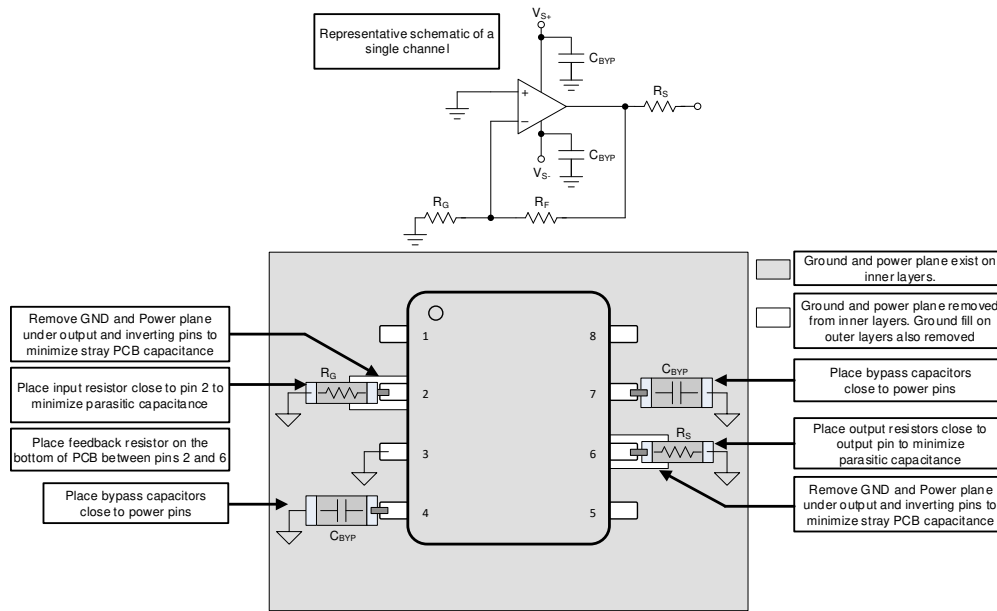 Representative schematic of a
single channel
VS+
CBYP
RS
+
−
CBYP
VS-
RG
RF
Ground and power plane exist on
inner layers.
Ground and power plane removed
from inner layers. Ground fill on
outer layers also removed
Remove GND and Power plane
under output and inverting pins to
minimize stray PCB capacitance
Place input resistor close to pin 2 to
minimize parasitic capacitance
Place feedback resistor on the
bottom of PCB between pins 2 and 6
Place bypass capacitors
close to power pins
RG
CBYP
1
2
3
4
8
7
6
5
CBYP
RS
Place bypass capacitors
close to power pins
Place output resistors close to
output pin to minimize
parasitic capacitance
Remove GND and Power plane
under output and inverting pins to
minimize stray PCB capacitance